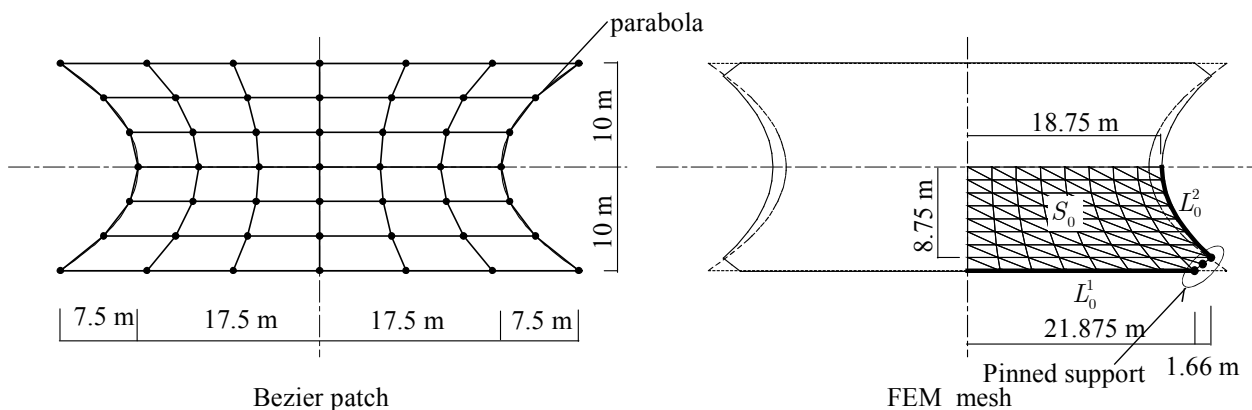 parabola
10 m
10 m
7.5 m
17.5 m
17.5 m
7.5 m
Bezier patch
18.75 m
8.75 m
S₀
L₀²
L₀¹
21.875 m
Pinned support
1.66 m
FEM mesh